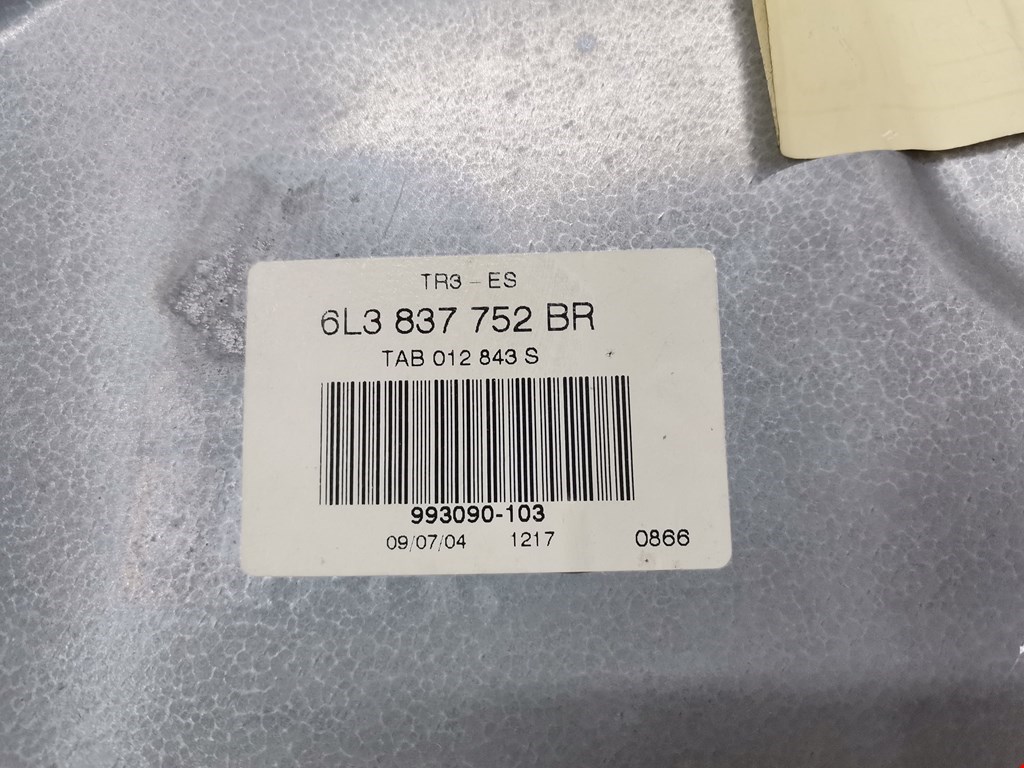 TR3 - ES
6L3 837 752 BR
TAB 012 843 S
993090-103
09/07/04 1217 0866